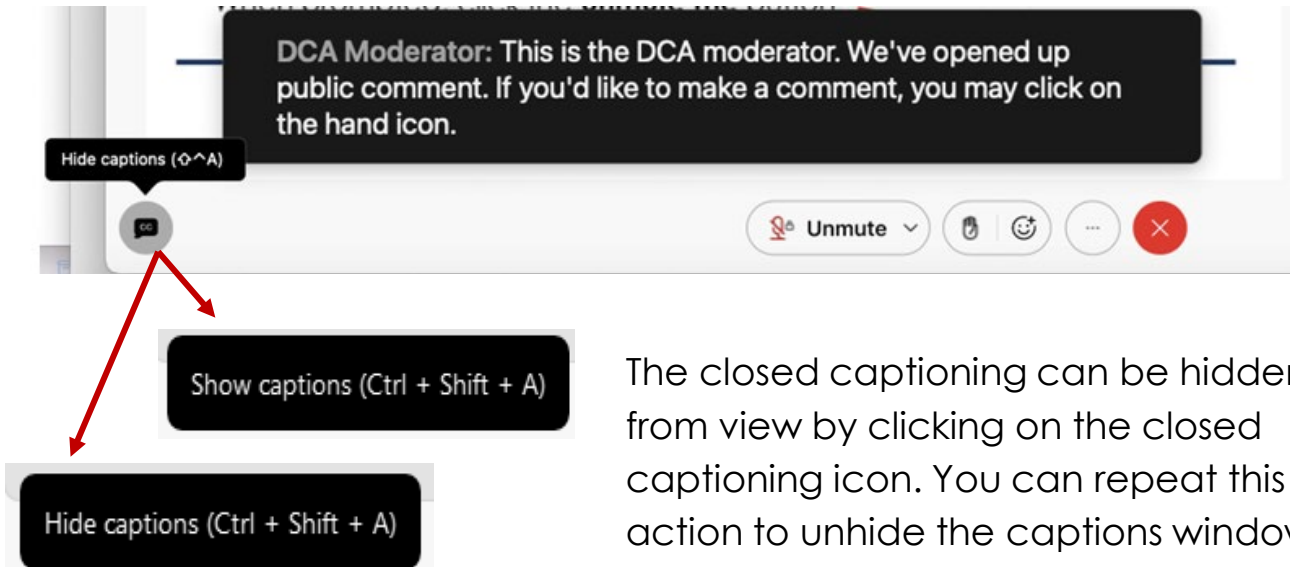 DCA Moderator: This is the DCA moderator. We've opened up
public comment. If you'd like to make a comment, you may click on
the hand icon.
Hide captions (⇧^A)
CC
Unmute
Show captions (Ctrl + Shift + A)
Hide captions (Ctrl + Shift + A)
The closed captioning can be hidden
from view by clicking on the closed
captioning icon. You can repeat this
action to unhide the captions